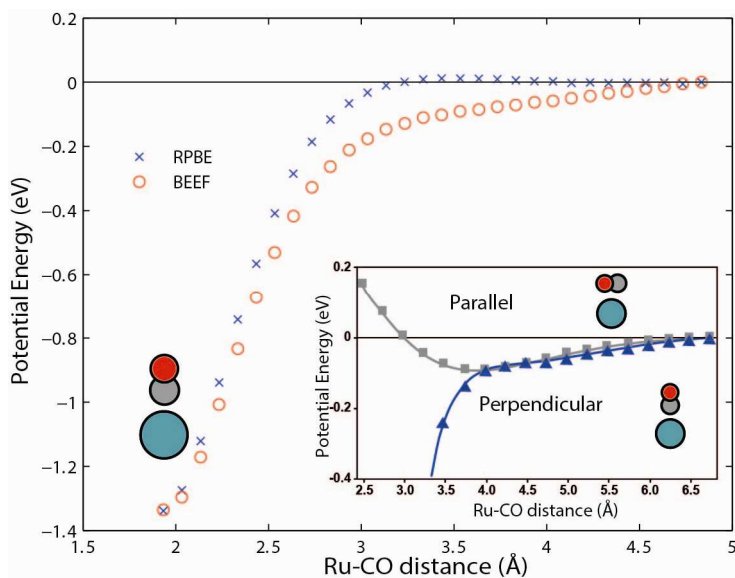 0.2
0
−0.2
−0.4
−0.6
−0.8
−1
−1.2
−1.4
Potential Energy (eV)
RPBE
BEEF
0.2
0
-0.2
-0.4
Potential Energy (eV)
Parallel
Perpendicular
2.5 3.0 3.5 4.0 4.5 5.0 5.5 6.0 6.5
Ru-CO distance (Å)
1.5 2 2.5 3 3.5 4 4.5 5
Ru-CO distance (Å)